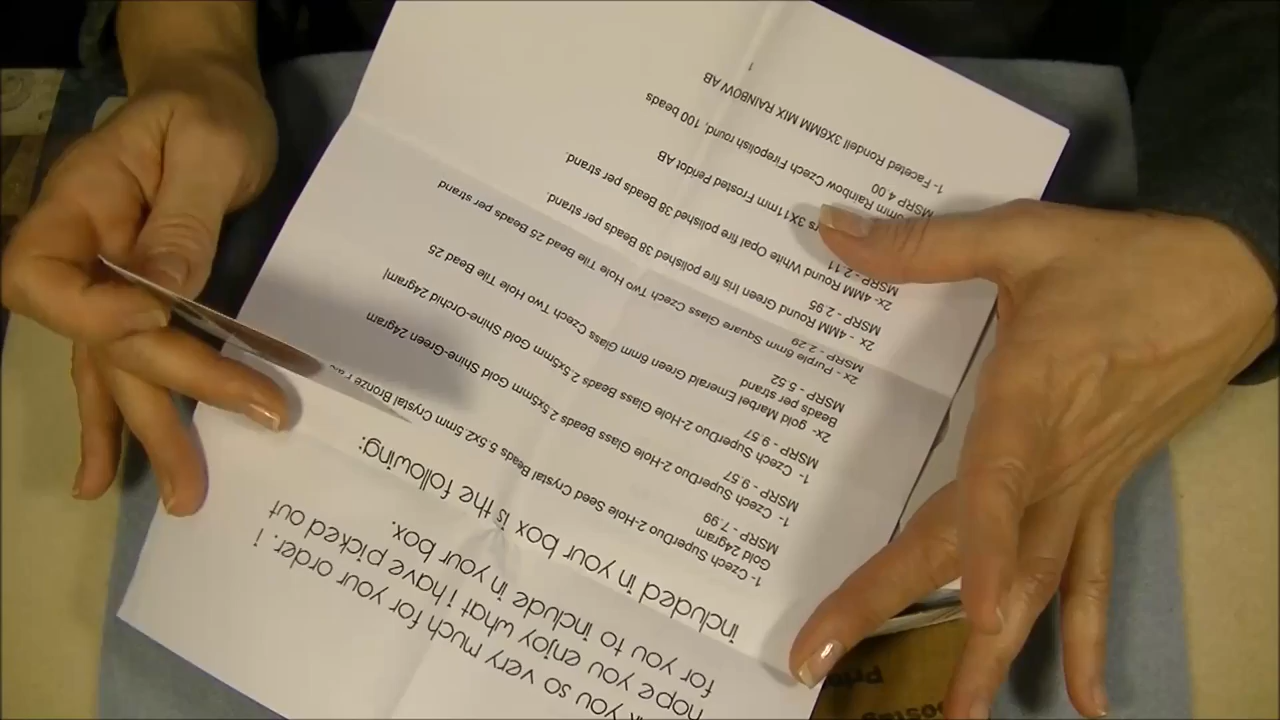 k you so very much for your order. i
hope you enjoy what i have picked out
for you to include in your box.
included in your box is the following:
1- Czech SuperDuo 2-Hole Seed Crystal Beads 5.5x2.5mm Crystal Bronze
Gold 24gram
MSRP - 7.99
1- Czech SuperDuo 2-Hole Glass Beads 2.5x5mm Gold Shine-Green 24gram
MSRP - 9.57
1- Czech SuperDuo 2-Hole Glass Beads 2.5x5mm Gold Shine-Orchid 24gram|
MSRP - 9.57
2x- gold Marbel Emerald Green 6mm Glass Czech Two Hole Tile Bead 25
Beads per strand
MSRP - 5.52
2x - Purple 6mm Square Glass Czech Two Hole Tile Bead 25 Beads per strand
MSRP - 2.29
2x - 4MM Round Green Iris fire polished 38 Beads per strand.
MSRP - 2.95
2x- 4MM Round White Opal fire polished 38 Beads per strand.
MSRP - 2.11
rs 3X11mm Frosted Peridot AB
6mm Rainbow Czech Firepolish round, 100 beads
MSRP 4.00
1- Faceted Rondell 3X6MM MIX RAINBOW AB
1
Postag